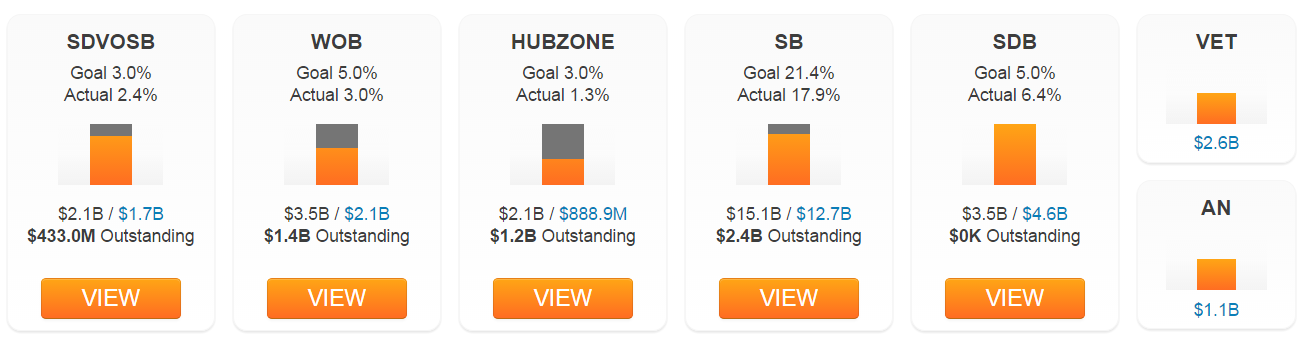 SDVOSB
Goal 3.0%
Actual 2.4%
$2.1B / $1.7B
$433.0M Outstanding
VIEW
WOB
Goal 5.0%
Actual 3.0%
$3.5B / $2.1B
$1.4B Outstanding
VIEW
HUBZONE
Goal 3.0%
Actual 1.3%
$2.1B / $888.9M
$1.2B Outstanding
VIEW
SB
Goal 21.4%
Actual 17.9%
$15.1B / $12.7B
$2.4B Outstanding
VIEW
SDB
Goal 5.0%
Actual 6.4%
$3.5B / $4.6B
$0K Outstanding
VIEW
VET
$2.6B
AN
$1.1B